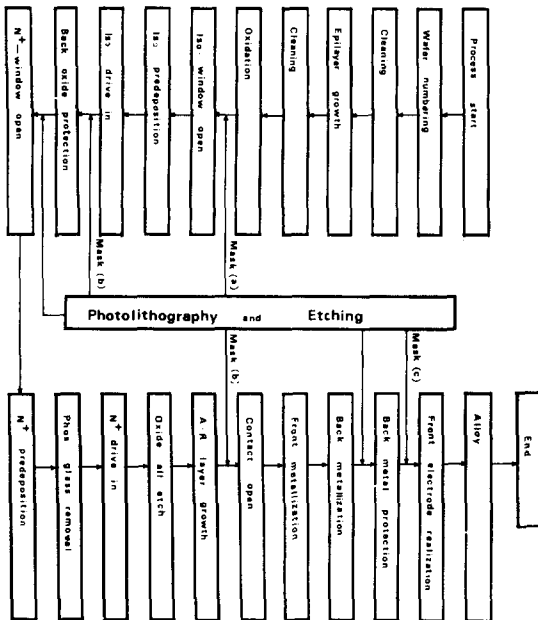 Process start
Wafer numbering
Cleaning
Epilayer growth
Cleaning
Oxidation
Iso. window open
Iso predeposition
Iso drive in
Back oxide protection
N+-window open
Mask (a)
Mask (b)
Photolithography and Etching
Mask (b)
Mask (c)
N+ predeposition
Phos glass removal
N+ drive in
Oxide all etch
A·R layer growth
Contact open
Front metallization
Back metallization
Back metal protection
Front electrode realization
Alloy
End